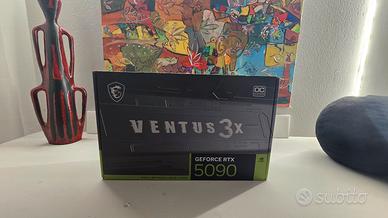 OC
VENTUS 3X
GEFORCE RTX
5090
subito